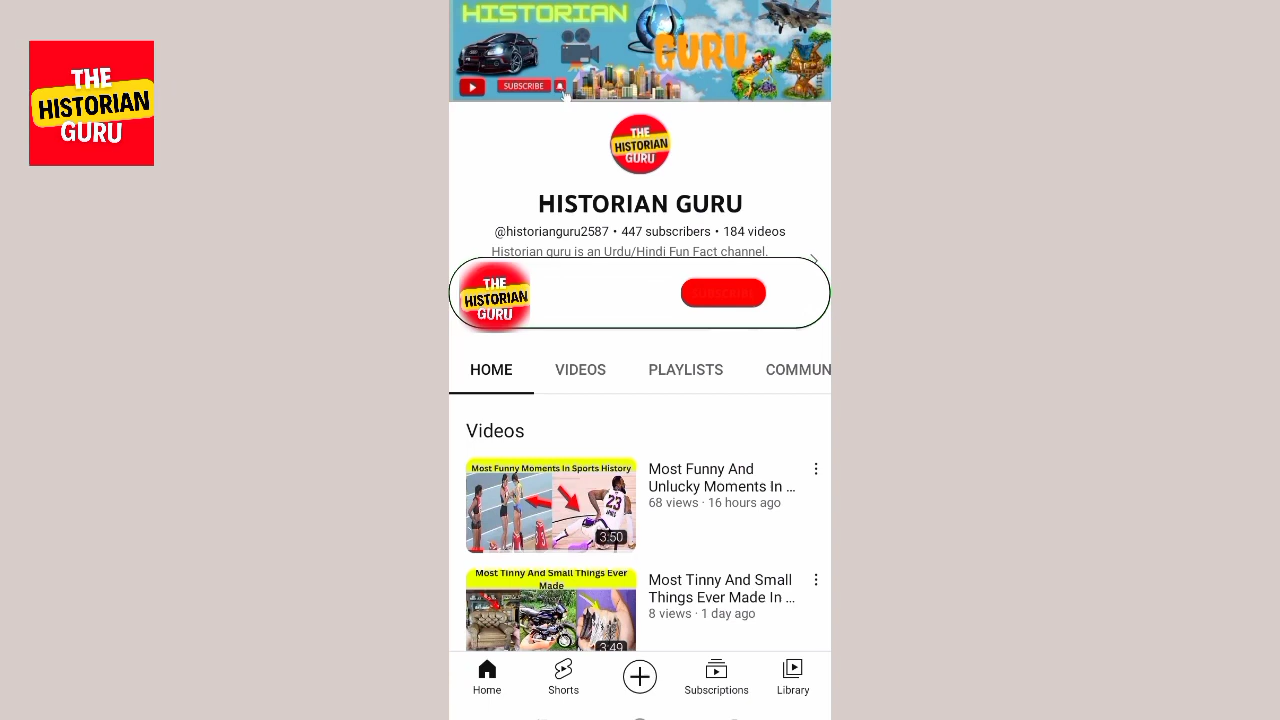 HISTORIAN
GURU
SUBSCRIBE
THE
HISTORIAN
GURU
THE
HISTORIAN
GURU
HISTORIAN GURU
@historianguru2587 • 447 subscribers • 184 videos
Historian guru is an Urdu/Hindi Fun Fact channel.
THE
HISTORIAN
GURU
HOME VIDEOS PLAYLISTS COMMUN
Videos
Most Funny Moments In Sports History
23
3:50
Most Funny And
Unlucky Moments In ...
68 views · 16 hours ago
Most Tinny And Small Things Ever
Made
3:49
Most Tinny And Small
Things Ever Made In ...
8 views · 1 day ago
Home Shorts Subscriptions Library